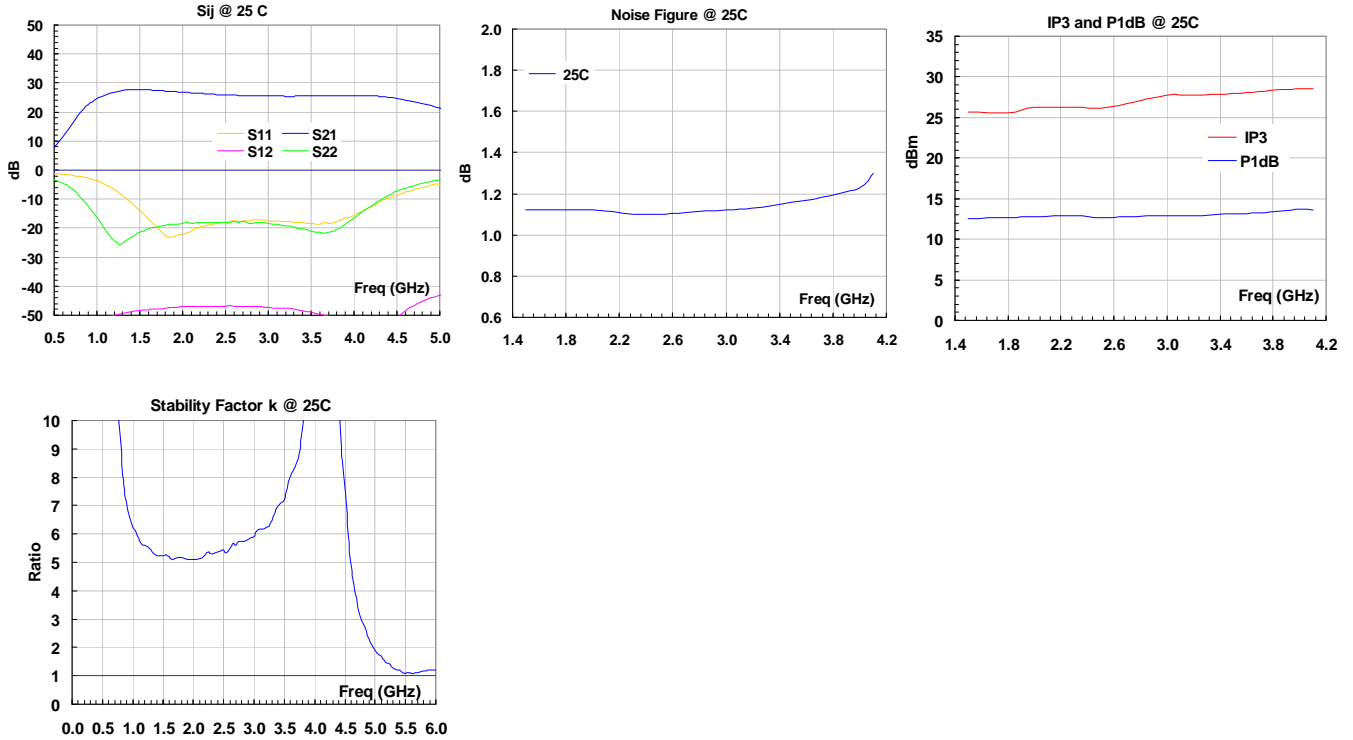 Sij @ 25 C
50
40
30
20
10
0
-10
-20
-30
-40
-50
dB
S11 S21
S12 S22
Freq (GHz)
0.5 1.0 1.5 2.0 2.5 3.0 3.5 4.0 4.5 5.0
Noise Figure @ 25C
2.0
1.8
1.6
1.4
1.2
1.0
0.8
0.6
dB
25C
Freq (GHz)
1.4 1.8 2.2 2.6 3.0 3.4 3.8 4.2
IP3 and P1dB @ 25C
35
30
25
20
15
10
5
0
dBm
IP3
P1dB
Freq (GHz)
1.4 1.8 2.2 2.6 3.0 3.4 3.8 4.2
Stability Factor k @ 25C
10
9
8
7
6
5
4
3
2
1
0
Ratio
Freq (GHz)
0.0 0.5 1.0 1.5 2.0 2.5 3.0 3.5 4.0 4.5 5.0 5.5 6.0